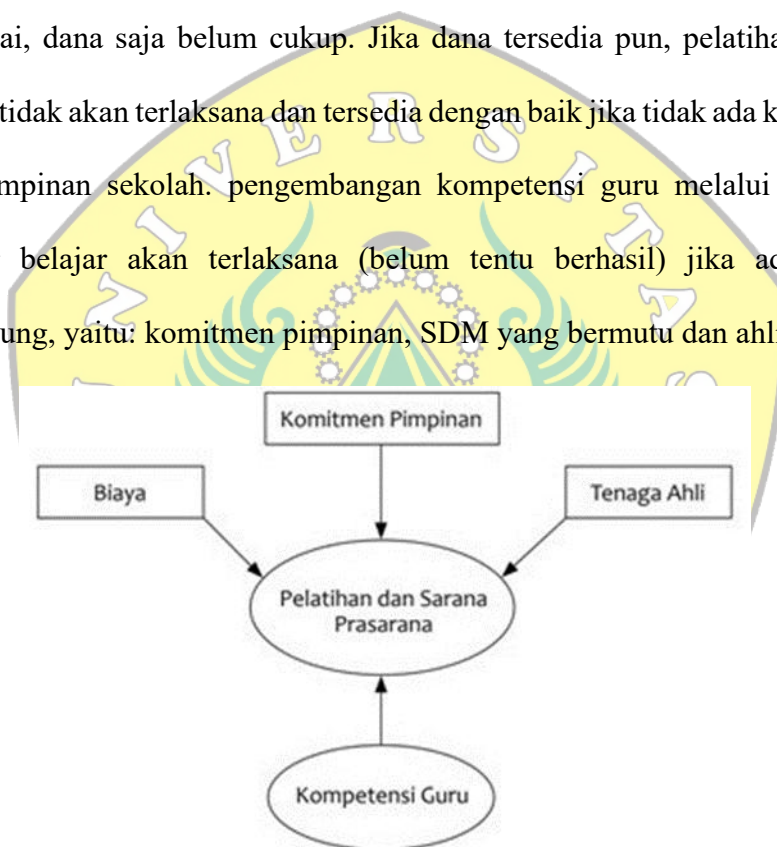 ai, dana saja belum cukup. Jika dana tersedia pun, pelatiha
tidak akan terlaksana dan tersedia dengan baik jika tidak ada k
mpinan sekolah. pengembangan kompetensi guru melalui
belajar akan terlaksana (belum tentu berhasil) jika ad
ung, yaitu: komitmen pimpinan, SDM yang bermutu dan ahli
UNIVERSITAS
Komitmen Pimpinan
Biaya
Tenaga Ahli
Pelatihan dan Sarana
Prasarana
Kompetensi Guru